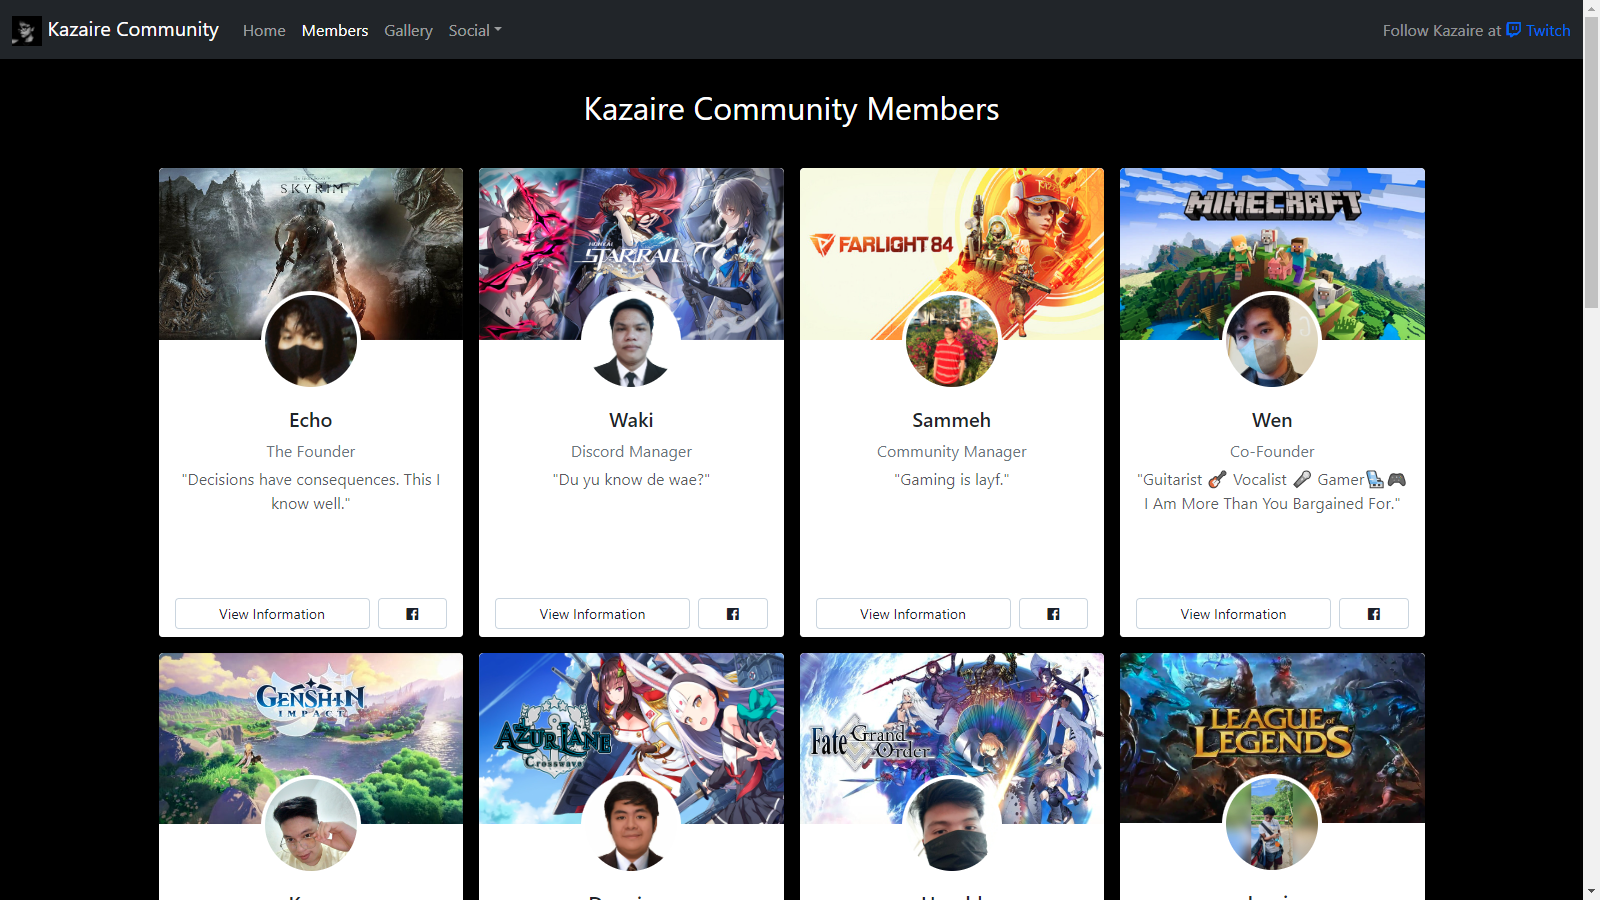 Kazaire Community
Home
Members
Gallery
Social
Follow Kazaire at Twitch
Kazaire Community Members
SKYRIM
HONKAI
STARRAIL
FARLIGHT 84
MINECRAFT
Echo
The Founder
"Decisions have consequences. This I
know well."
View Information
Waki
Discord Manager
"Du yu know de wae?"
View Information
Sammeh
Community Manager
"Gaming is layf."
View Information
Wen
Co-Founder
"Guitarist 🎸 Vocalist 🎤 Gamer🎮
I Am More Than You Bargained For."
View Information
GENSHIN
IMPACT
AZUR LANE
Crosswave
Fate Grand
Order
LEAGUE of
LEGENDS